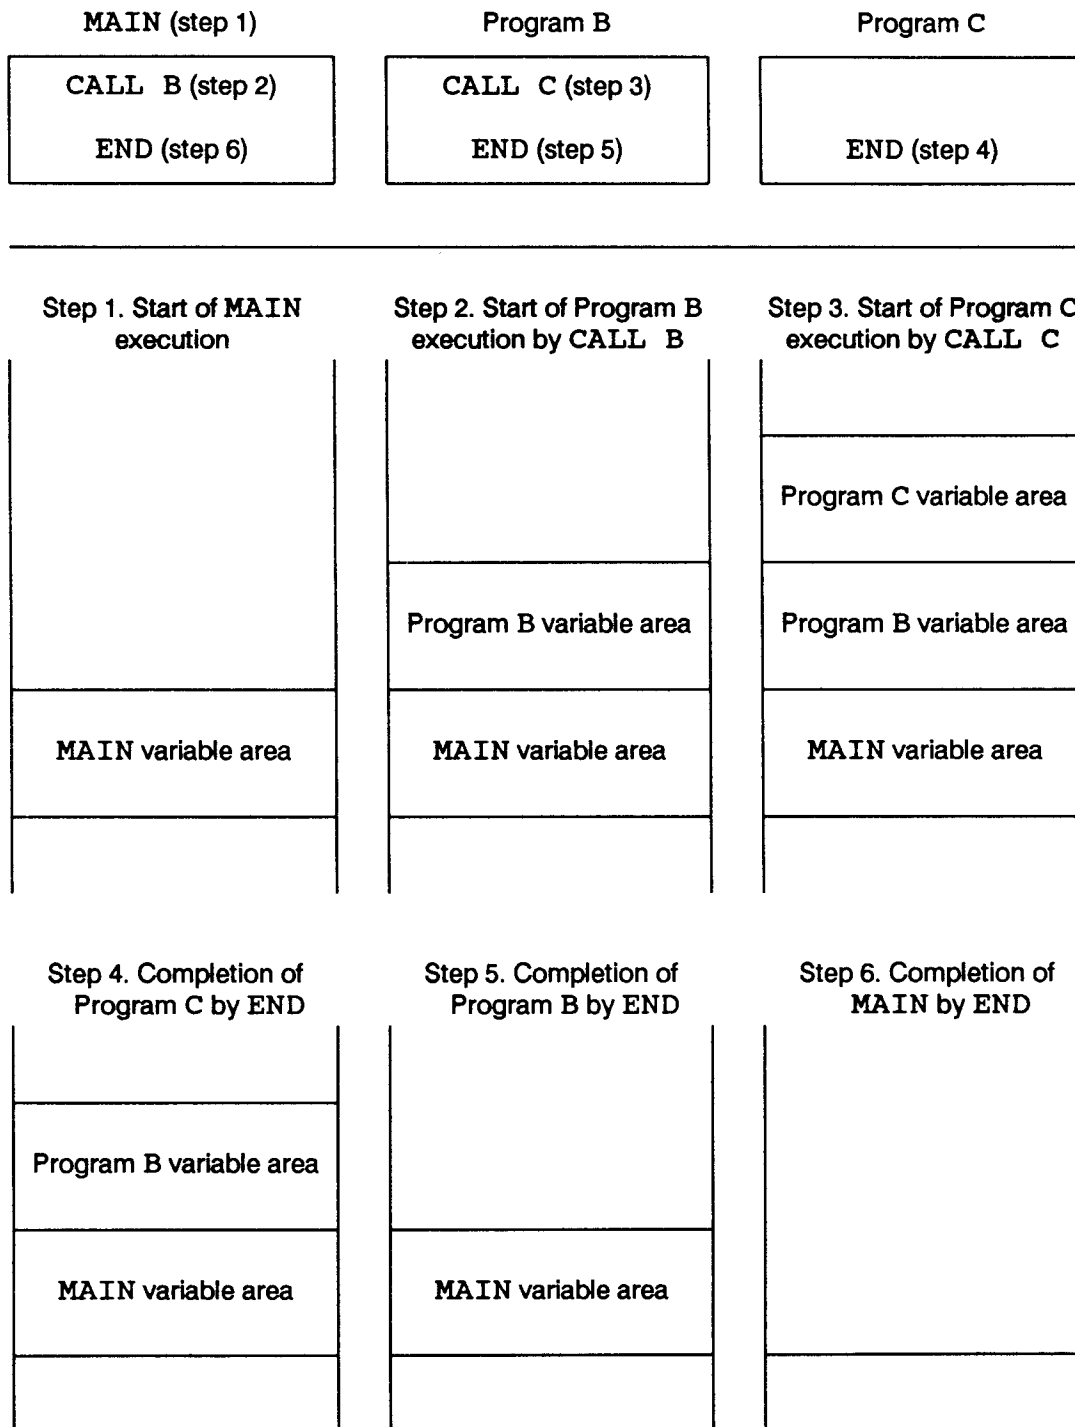 MAIN (step 1)
Program B
Program C
CALL B (step 2)
CALL C (step 3)
END (step 6)
END (step 5)
END (step 4)
Step 1. Start of MAIN
execution
Step 2. Start of Program B
execution by CALL B
Step 3. Start of Program C
execution by CALL C
Program C variable area
Program B variable area
Program B variable area
MAIN variable area
MAIN variable area
MAIN variable area
Step 4. Completion of
Program C by END
Step 5. Completion of
Program B by END
Step 6. Completion of
MAIN by END
Program B variable area
MAIN variable area
MAIN variable area